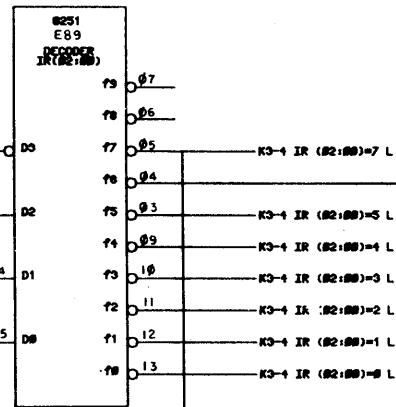 8251
E89
DECODER
IR(02:00)
f9 07
f8 06
D3 f7 05 K3-4 IR (02:00)=7 L
f6 04
D2 f5 03 K3-4 IR (02:00)=5 L
f4 09 K3-4 IR (02:00)=4 L
4 D1 f3 10 K3-4 IR (02:00)=3 L
f2 11 K3-4 IR (02:00)=2 L
5 D0 f1 12 K3-4 IR (02:00)=1 L
f0 13 K3-4 IR (02:00)=0 L